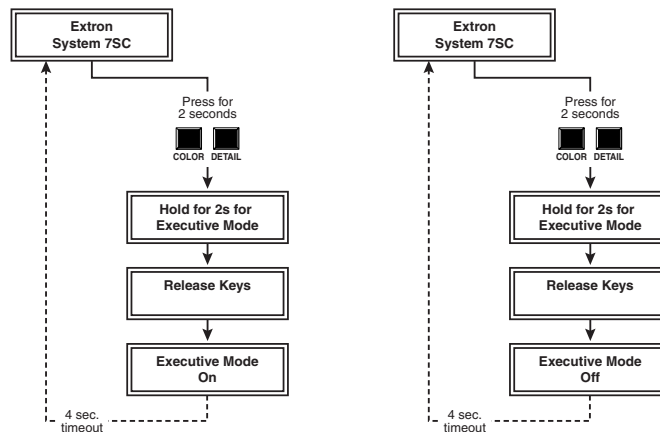 Extron
System 7SC
Press for
2 seconds
COLOR DETAIL
Hold for 2s for
Executive Mode
Release Keys
Executive Mode
On
4 sec.
timeout
Extron
System 7SC
Press for
2 seconds
COLOR DETAIL
Hold for 2s for
Executive Mode
Release Keys
Executive Mode
Off
4 sec.
timeout